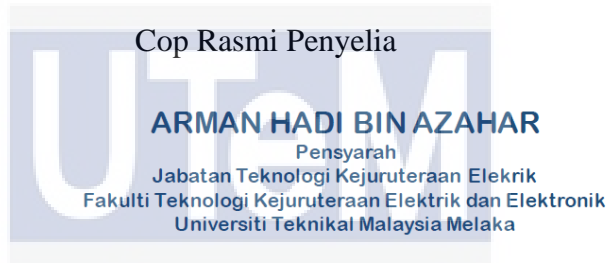 Cop Rasmi Penyelia
UTeM
ARMAN HADI BIN AZAHAR
Pensyarah
Jabatan Teknologi Kejuruteraan Elekrik
Fakulti Teknologi Kejuruteraan Elektrik dan Elektronik
Universiti Teknikal Malaysia Melaka